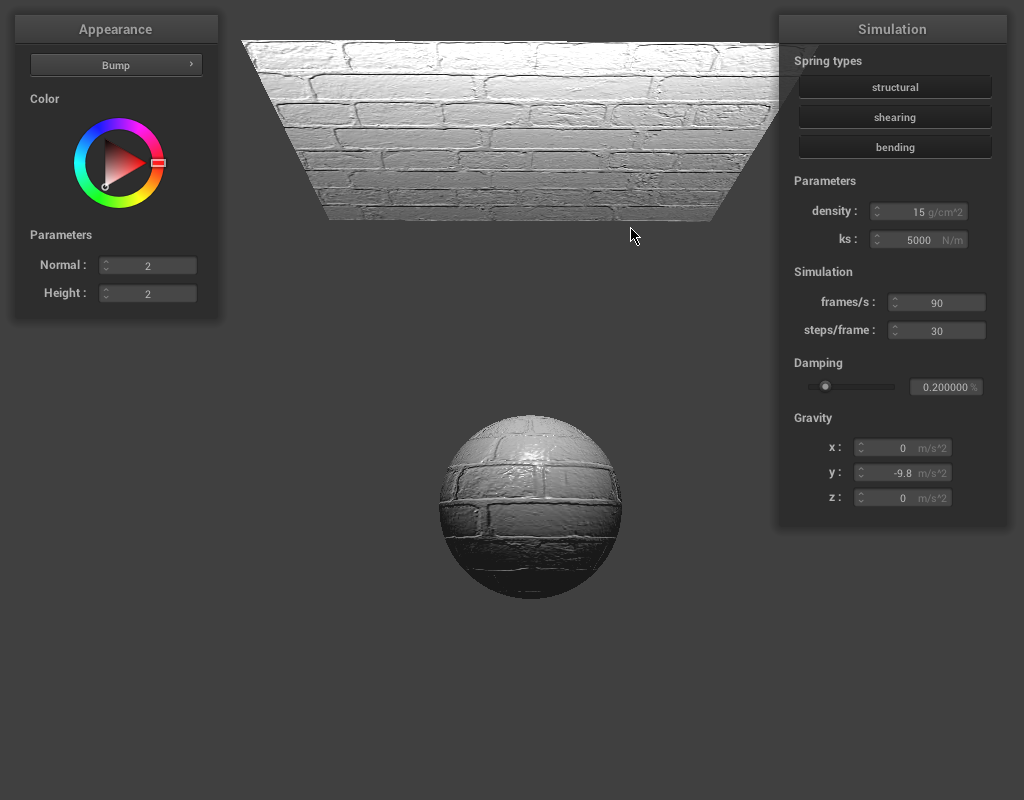 Appearance
Bump
Color
Parameters
Normal : 2
Height : 2
Simulation
Spring types
structural
shearing
bending
Parameters
density : 15 g/cm^2
ks : 5000 N/m
Simulation
frames/s : 90
steps/frame : 30
Damping
0.200000 %
Gravity
x : 0 m/s^2
y : -9.8 m/s^2
z : 0 m/s^2